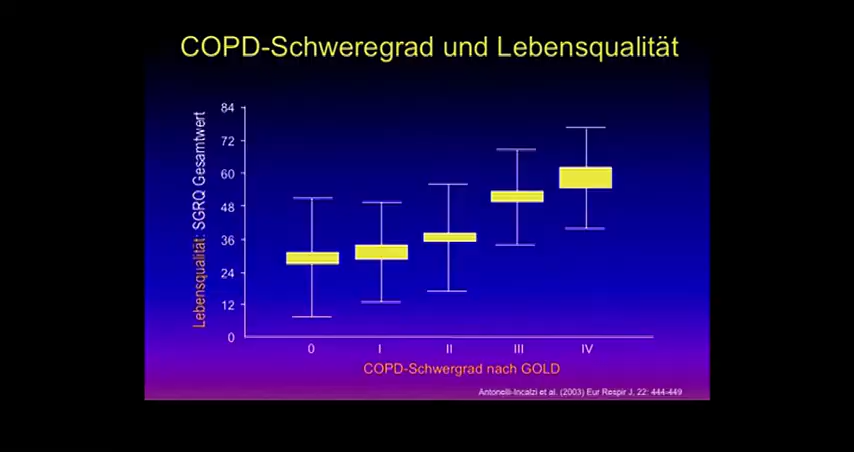 COPD-Schweregrad und Lebensqualität
Lebensqualität: SGRQ Gesamtwert
84
72
60
48
36
24
12
0
0 I II III IV
COPD-Schwergrad nach GOLD
Antonelli-Incalzi et al. (2003) Eur Respir J, 22: 444-449